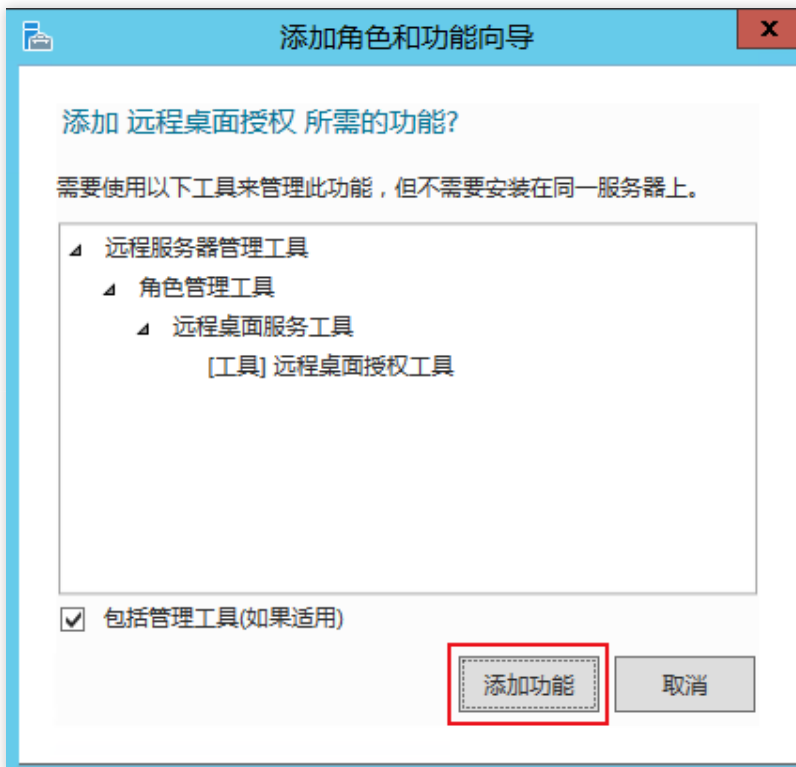 添加角色和功能向导
x
添加 远程桌面授权 所需的功能?
需要使用以下工具来管理此功能，但不需要安装在同一服务器上。
远程服务器管理工具
角色管理工具
远程桌面服务工具
[工具] 远程桌面授权工具
包括管理工具(如果适用)
添加功能 取消